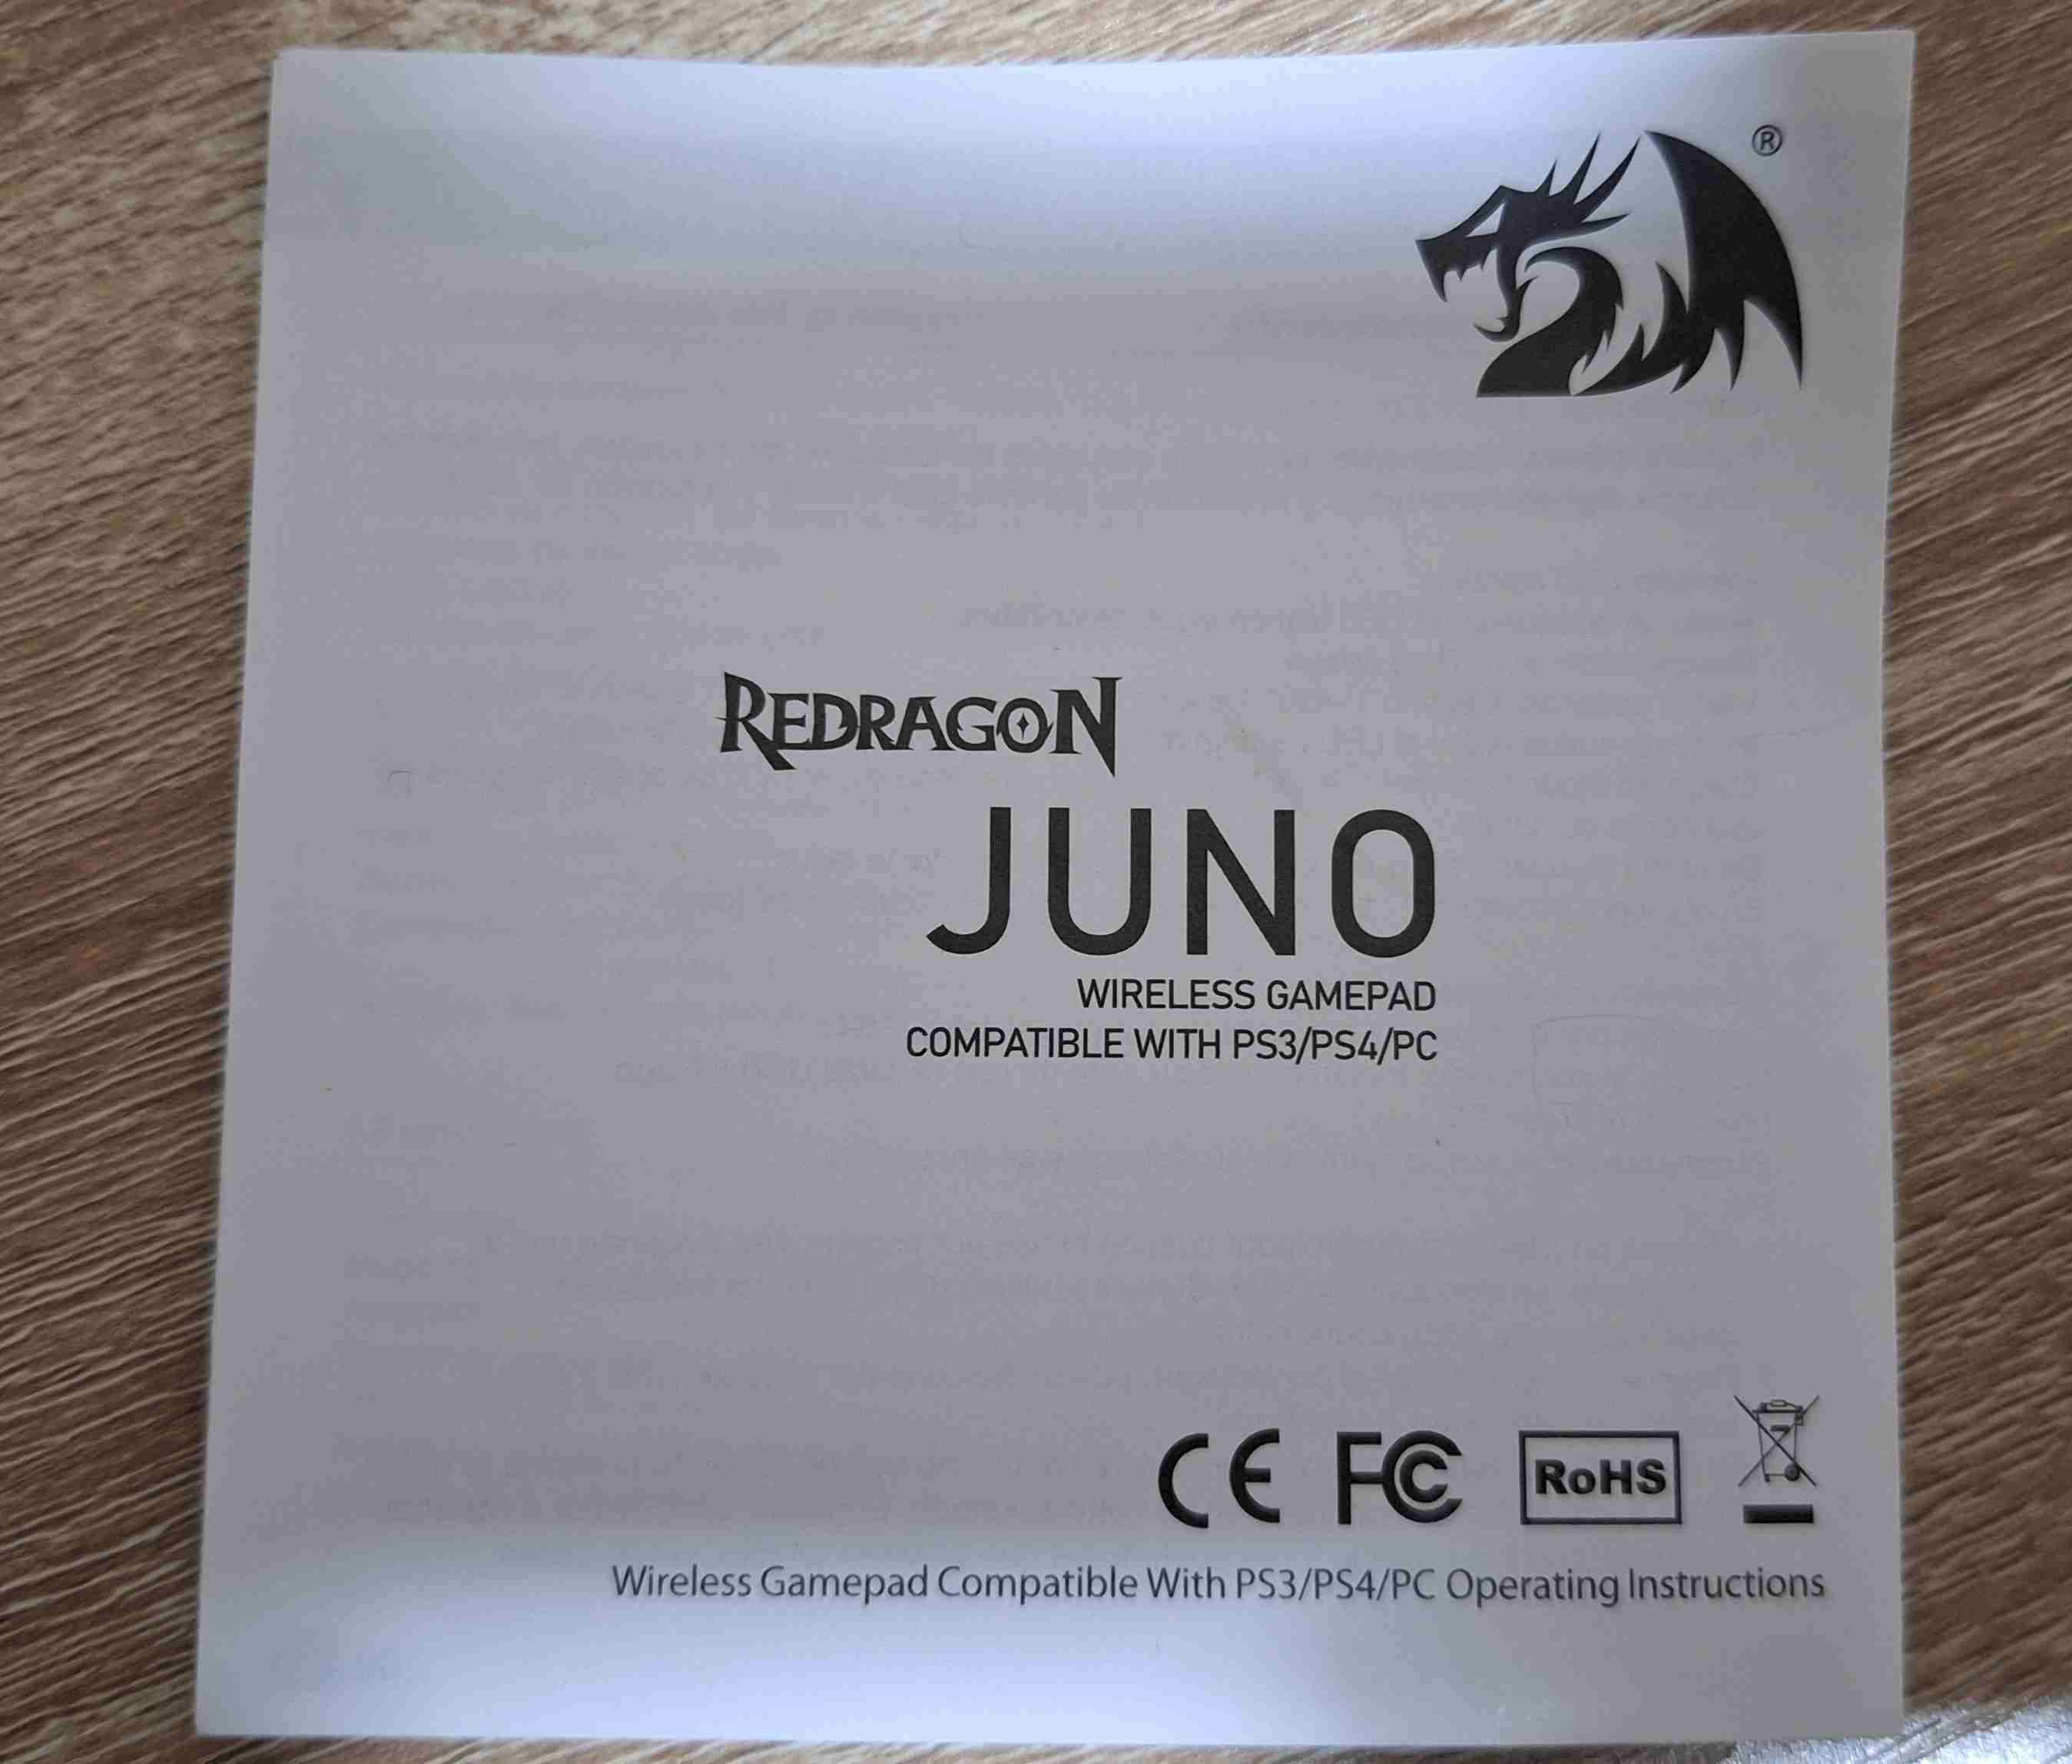 ®
REDRAGON
JUNO
WIRELESS GAMEPAD
COMPATIBLE WITH PS3/PS4/PC
CE FC RoHS
Wireless Gamepad Compatible With PS3/PS4/PC Operating Instructions